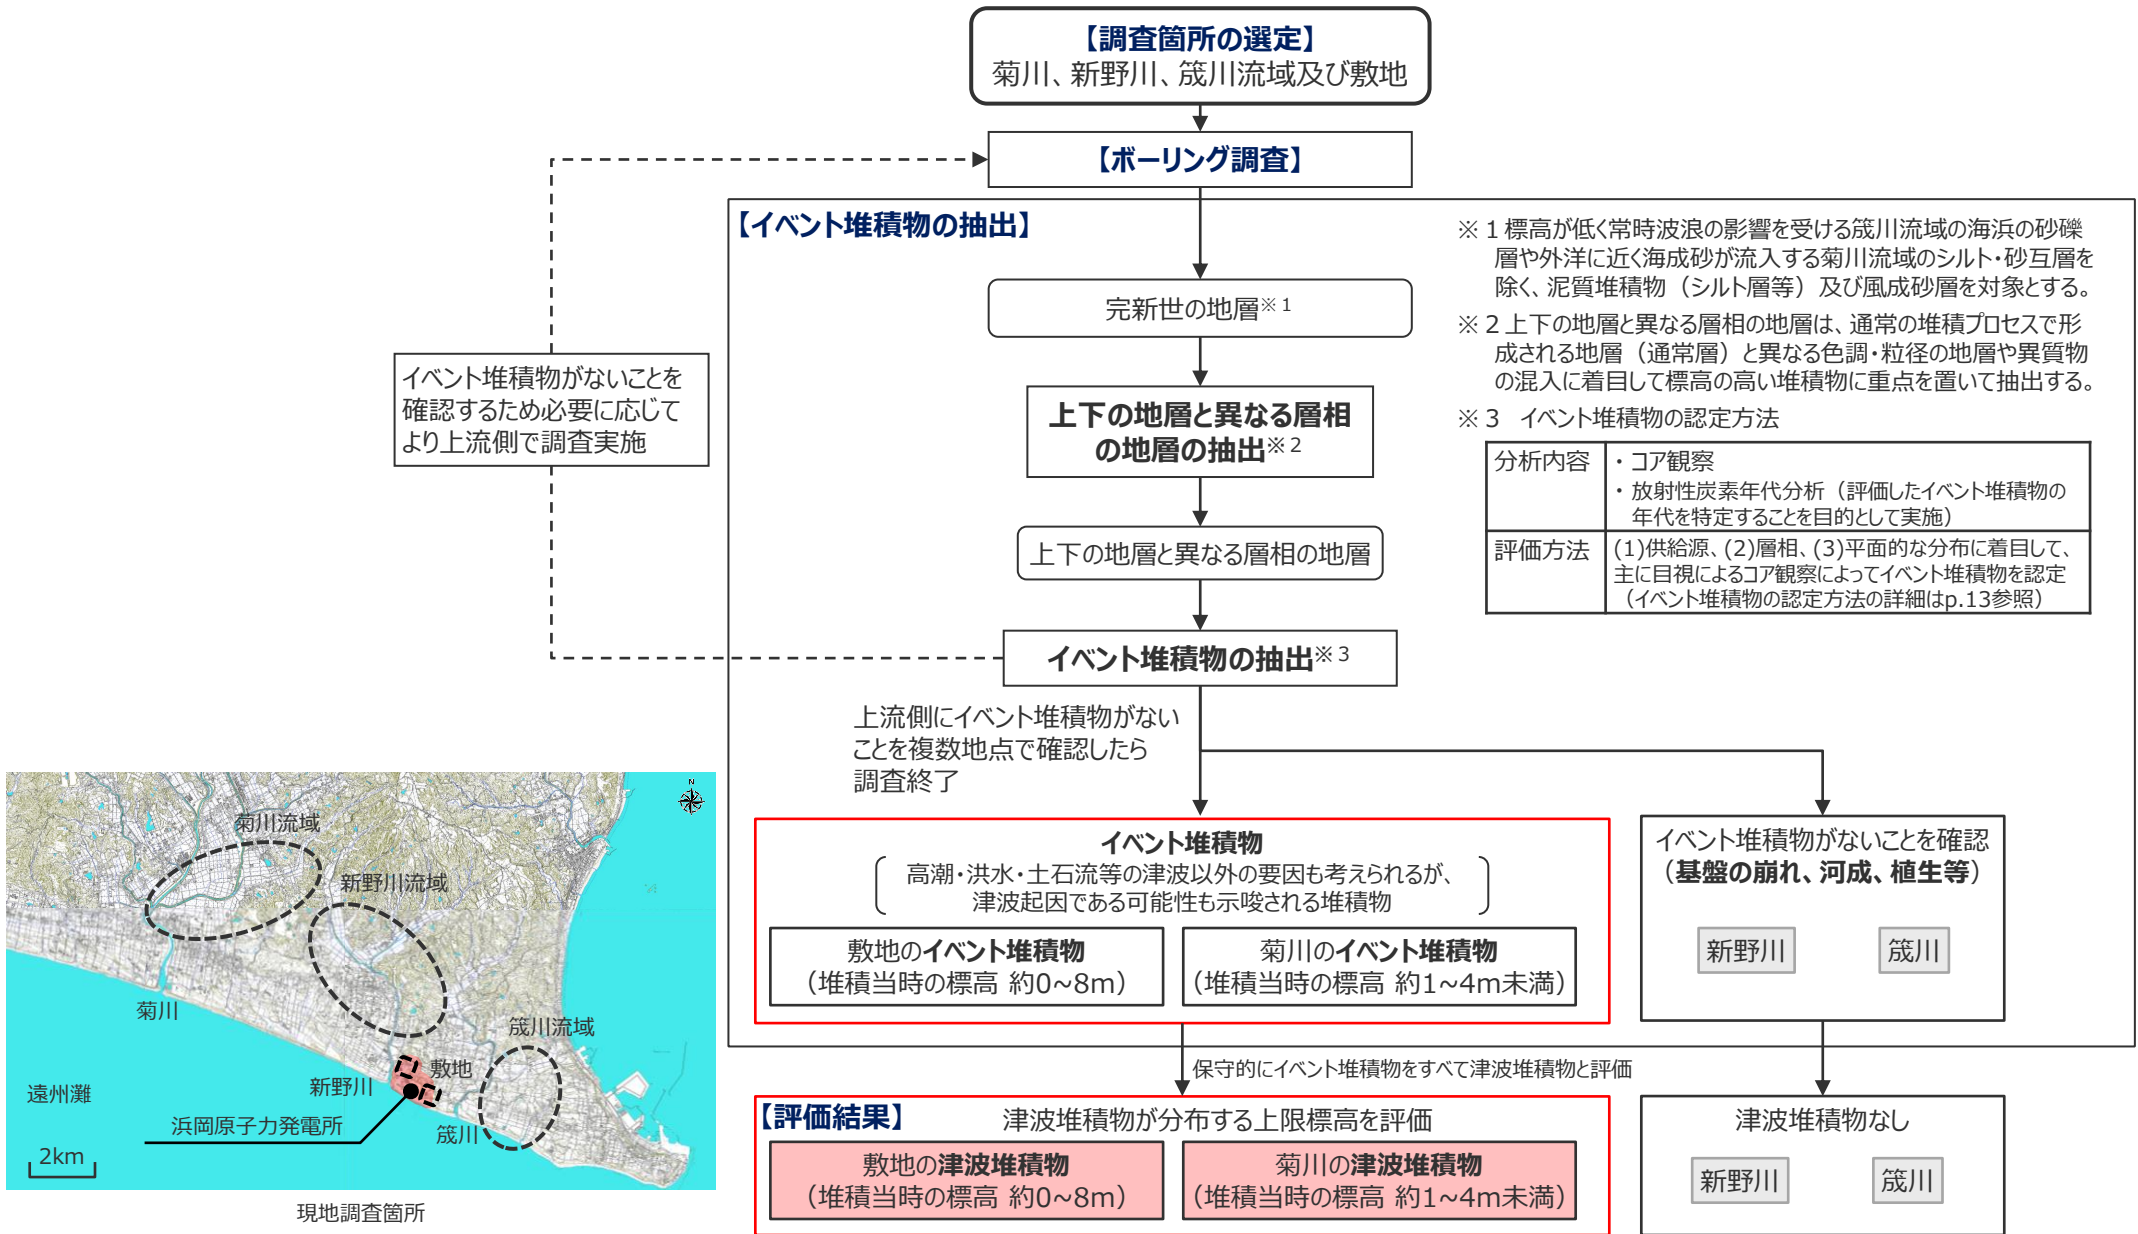 【調査箇所の選定】
菊川、新野川、筬川流域及び敷地
【ボーリング調査】
【イベント堆積物の抽出】
完新世の地層※1
上下の地層と異なる層相
の地層の抽出※2
上下の地層と異なる層相の地層
イベント堆積物の抽出※3
イベント堆積物がないことを
確認するため必要に応じて
より上流側で調査実施
※1 標高が低く常時波浪の影響を受ける筬川流域の海浜の砂礫
層や外洋に近く海成砂が流入する菊川流域のシルト・砂互層を
除く、泥質堆積物（シルト層等）及び風成砂層を対象とする。
※2 上下の地層と異なる層相の地層は、通常の堆積プロセスで形
成される地層（通常層）と異なる色調・粒径の地層や異質物
の混入に着目して標高の高い堆積物に重点を置いて抽出する。
※3 イベント堆積物の認定方法
分析内容
・コア観察
・放射性炭素年代分析（評価したイベント堆積物の
年代を特定することを目的として実施）
評価方法
(1)供給源、(2)層相、(3)平面的な分布に着目して、
主に目視によるコア観察によってイベント堆積物を認定
（イベント堆積物の認定方法の詳細はp.13参照）
上流側にイベント堆積物がない
ことを複数地点で確認したら
調査終了
イベント堆積物
高潮・洪水・土石流等の津波以外の要因も考えられるが、
津波起因である可能性も示唆される堆積物
敷地のイベント堆積物
（堆積当時の標高 約0~8m）
菊川のイベント堆積物
（堆積当時の標高 約1~4m未満）
イベント堆積物がないことを確認
（基盤の崩れ、河成、植生等）
新野川
筬川
保守的にイベント堆積物をすべて津波堆積物と評価
【評価結果】
津波堆積物が分布する上限標高を評価
敷地の津波堆積物
（堆積当時の標高 約0~8m）
菊川の津波堆積物
（堆積当時の標高 約1~4m未満）
津波堆積物なし
新野川
筬川
N
菊川流域
新野川流域
菊川
筬川流域
敷地
新野川
遠州灘
浜岡原子力発電所
筬川
2km
現地調査箇所